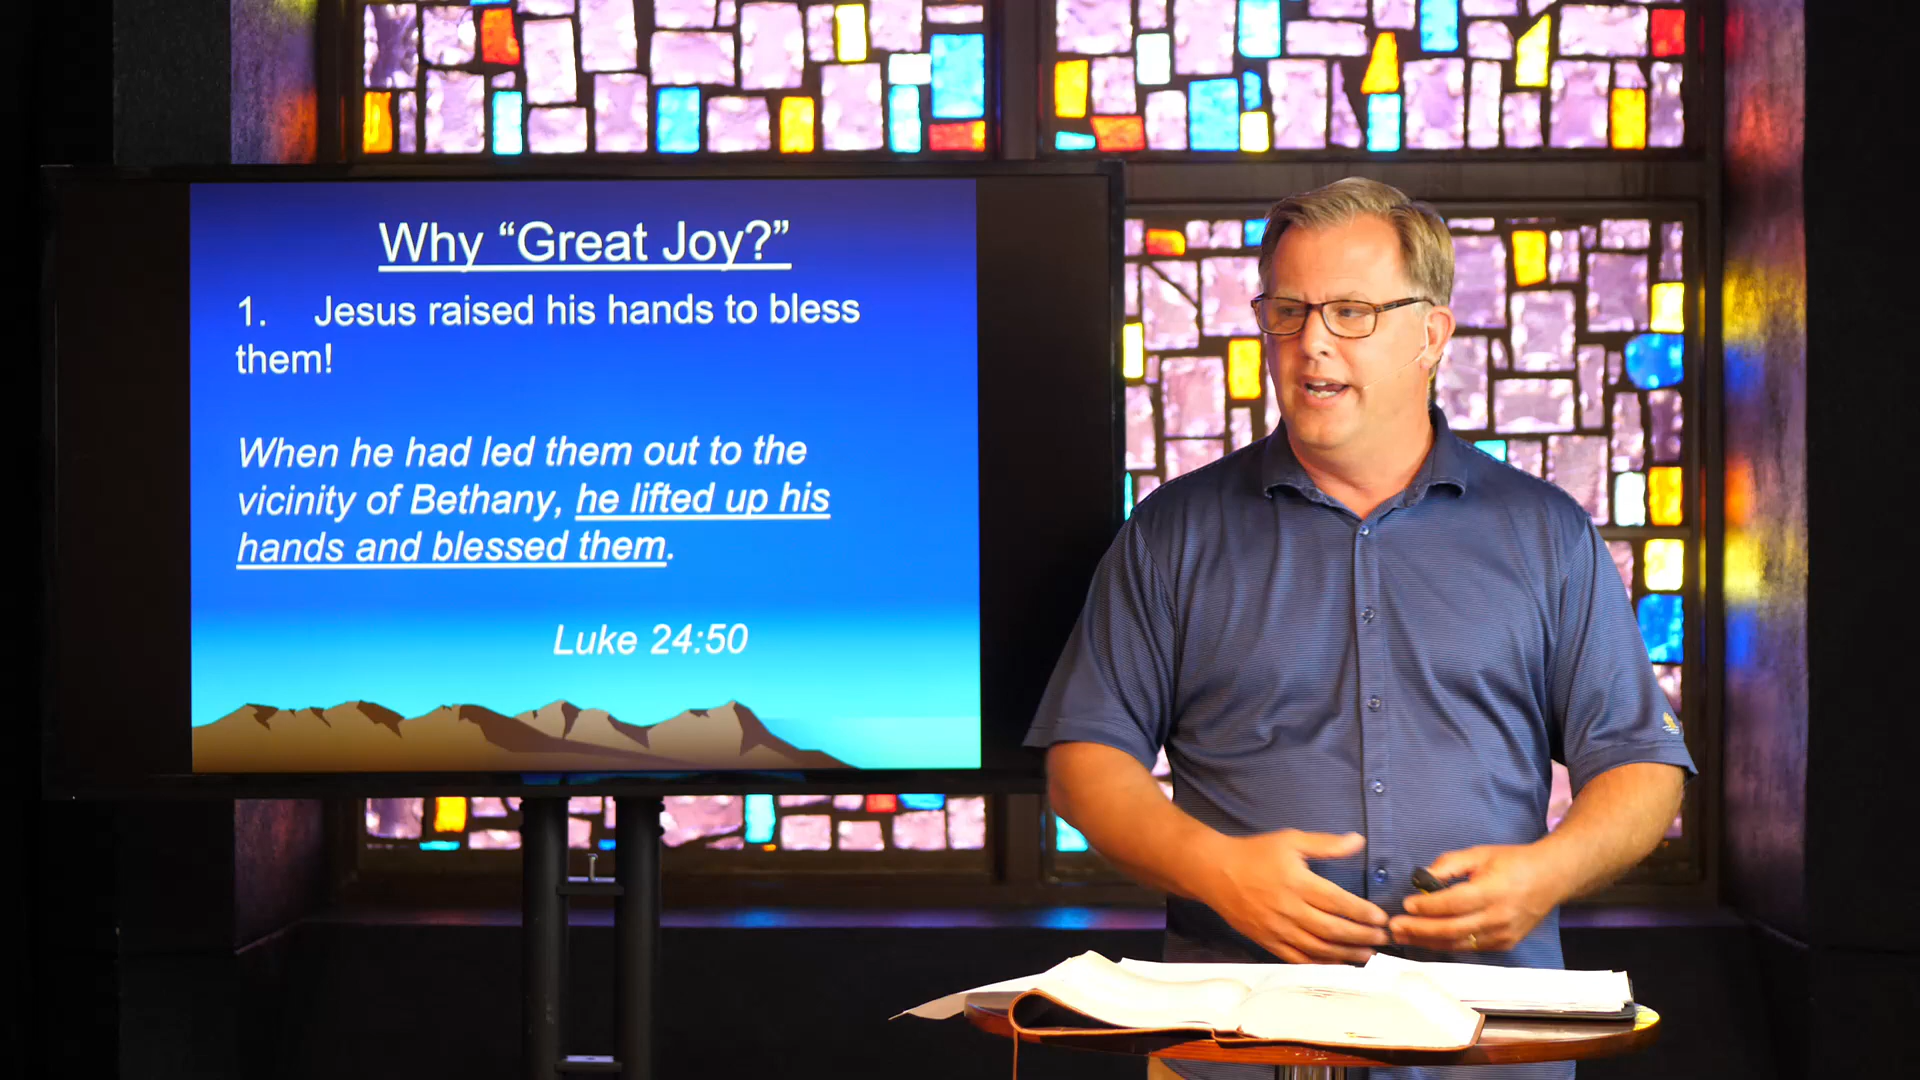 Why “Great Joy?”
1. Jesus raised his hands to bless
them!
When he had led them out to the
vicinity of Bethany, he lifted up his
hands and blessed them.
Luke 24:50